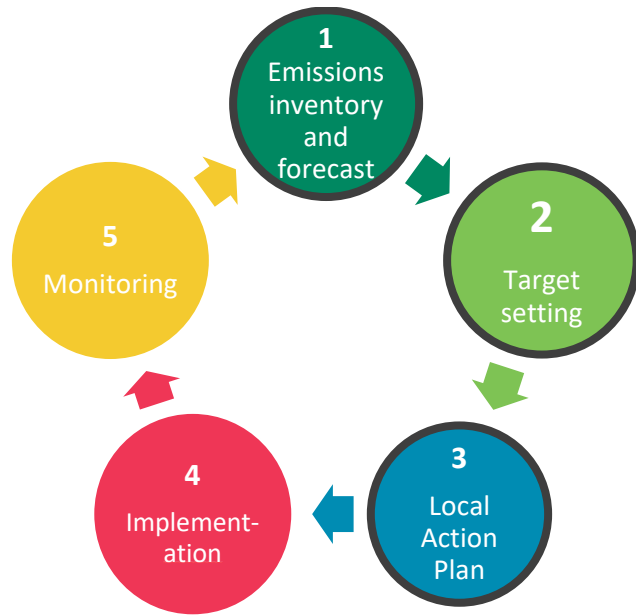 1
Emissions
inventory
and
forecast
2
Target
setting
3
Local
Action
Plan
4
Implement-
ation
5
Monitoring